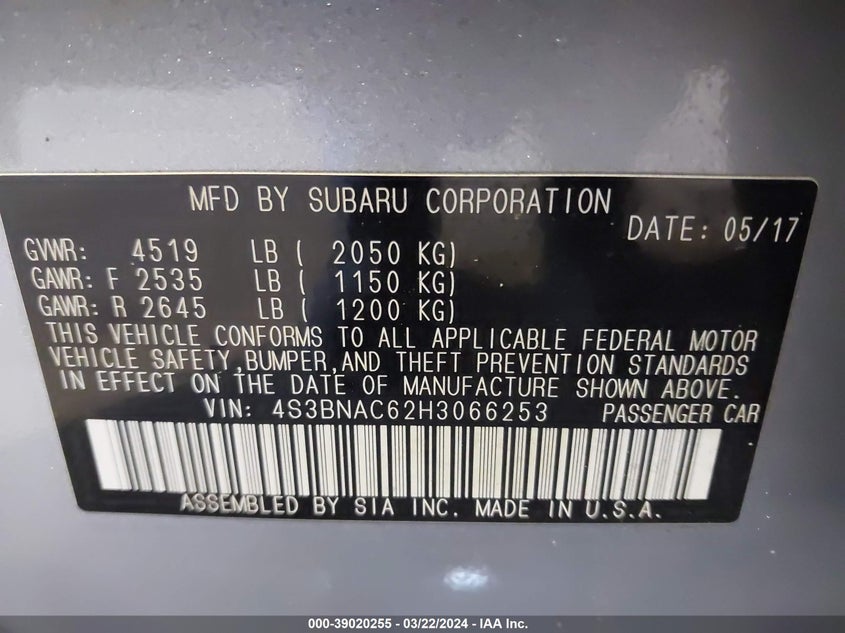 MFD BY SUBARU CORPORATION
DATE: 05/17
GVWR: 4519 LB ( 2050 KG)
GAWR: F 2535 LB ( 1150 KG)
GAWR: R 2645 LB ( 1200 KG)
THIS VEHICLE CONFORMS TO ALL APPLICABLE FEDERAL MOTOR
VEHICLE SAFETY,BUMPER,AND THEFT PREVENTION STANDARDS
IN EFFECT ON THE DATE OF MANUFACTURE SHOWN ABOVE.
VIN: 4S3BNAC62H3066253 PASSENGER CAR
ASSEMBLED BY SIA INC. MADE IN U.S.A.
000-39020255 - 03/22/2024 - IAA Inc.